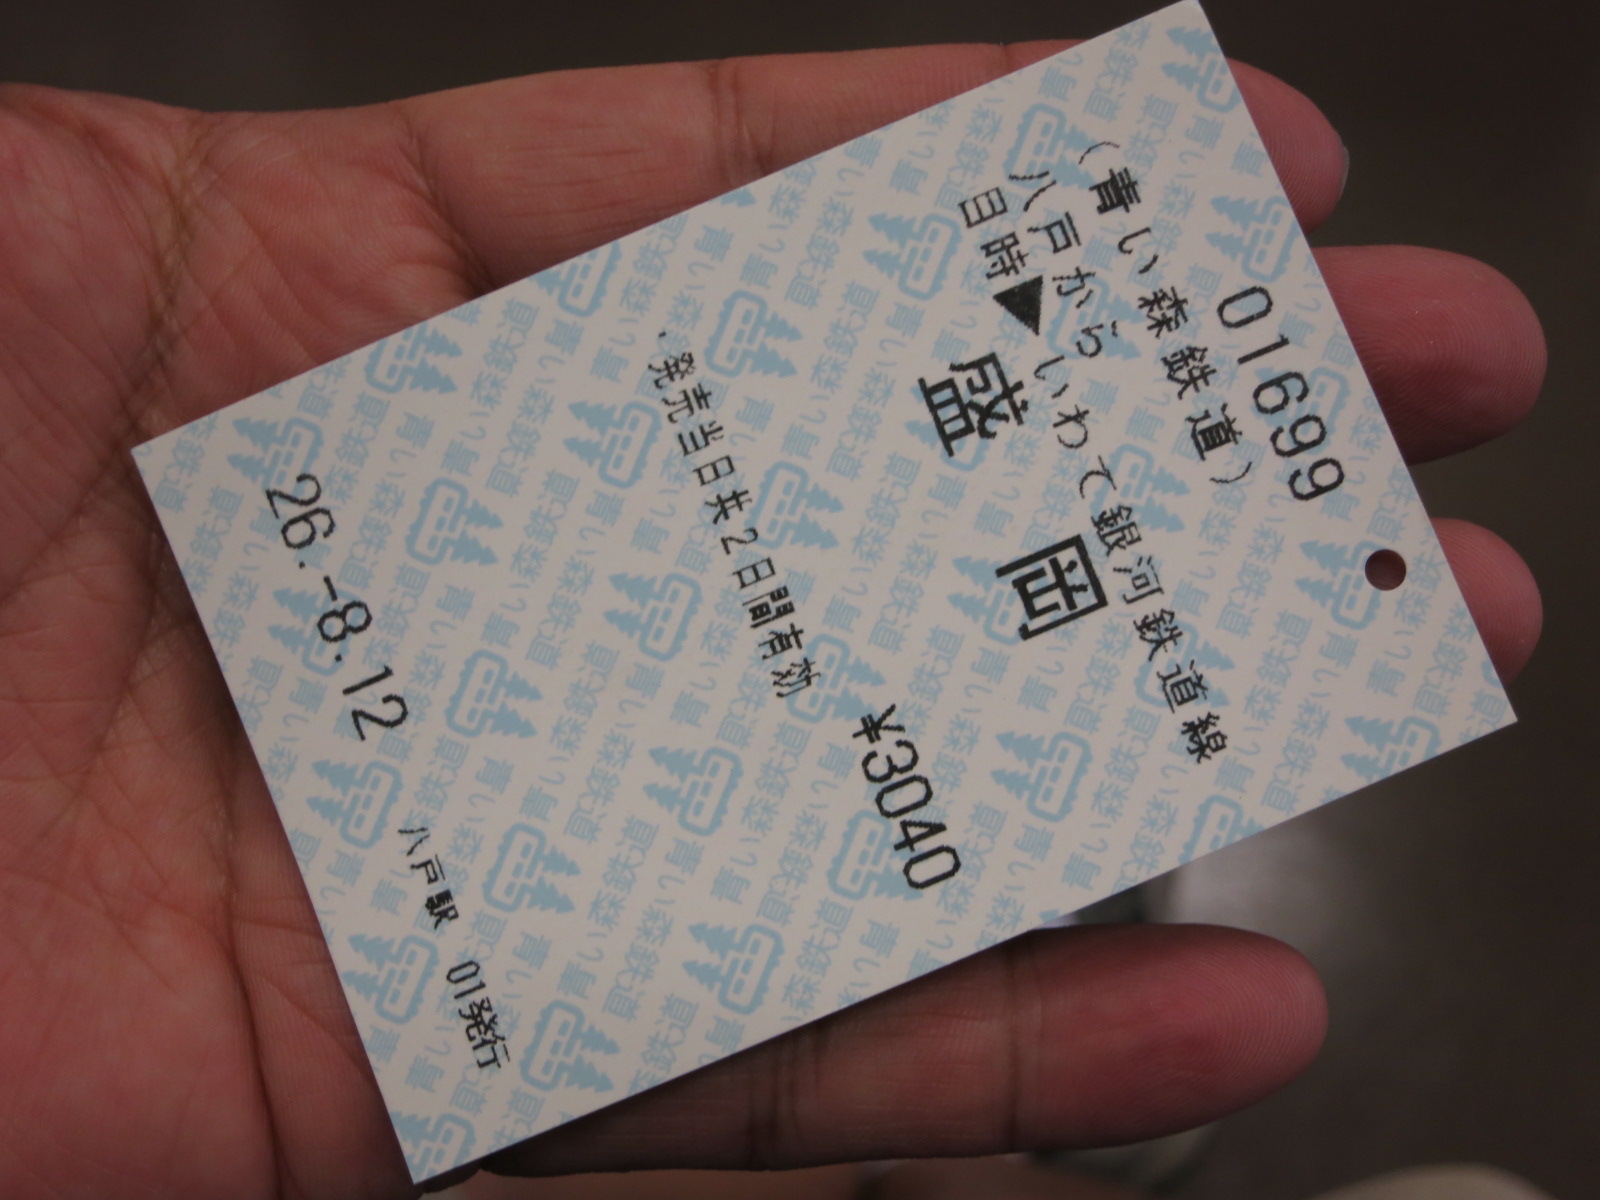 01699
(青い森鉄道)
八戸からいわて銀河鉄道線
目時▶盛岡
¥3040
・発売当日共2日間有効
26.-8.12
八戸駅 01発行